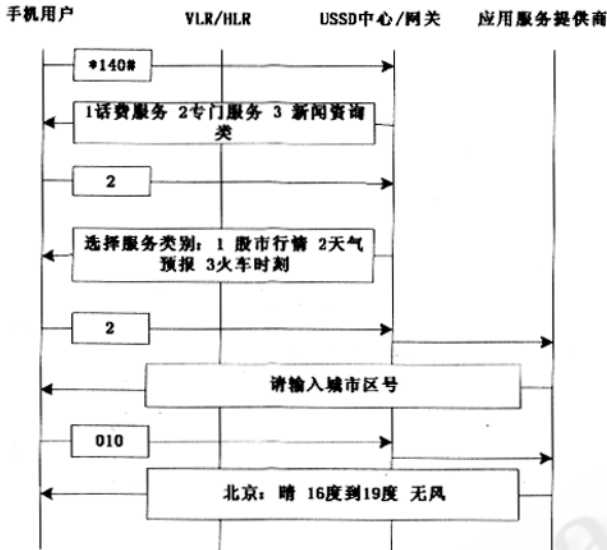 手机用户 VLR/HLR USSD中心/网关 应用服务提供商
*140#
1话费服务 2专门服务 3 新闻资询
类
2
选择服务类别: 1 股市行情 2天气
预报 3火车时刻
2
请输入城市区号
010
北京: 晴 16度到19度 无风